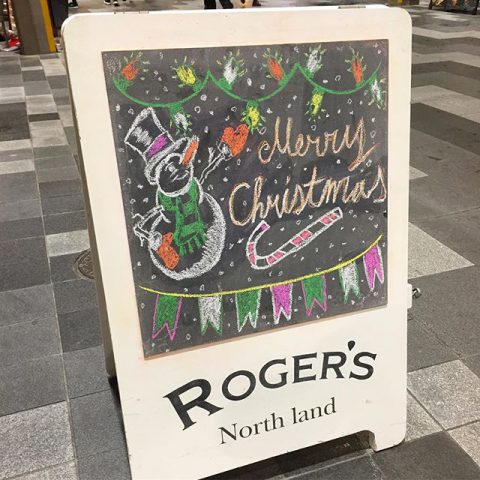 Merry
Christmas
ROGER'S
North land